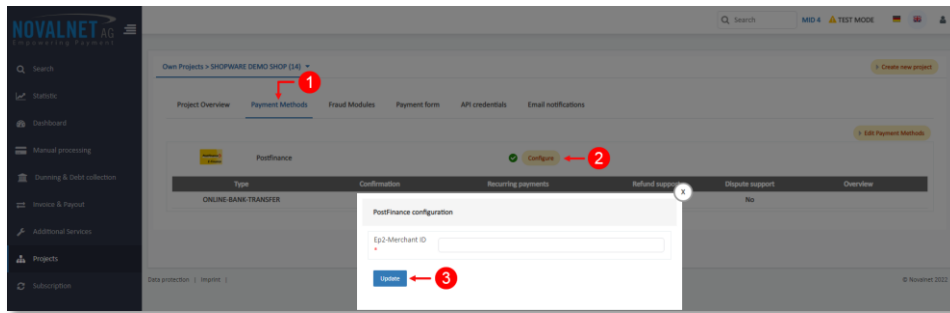 NOVALNET AG
Empowering Payment
Search
MID 4
TEST MODE
Search
Statistic
Dashboard
Manual processing
Dunning & Debt collection
Invoice & Payout
Additional Services
Projects
Subscription
Own Projects > SHOPWARE DEMO SHOP (14)
> Create new project
1
Project Overview
Payment Methods
Fraud Modules
Payment form
API credentials
Email notifications
> Edit Payment Methods
Postfinance
Configure
2
Type
Confirmation
Recurring payments
Refund support
Dispute support
Overview
ONLINE-BANK-TRANSFER
No
X
PostFinance configuration
Ep2-Merchant ID
*
Update
3
Data protection | Imprint |
© Novalnet 2022